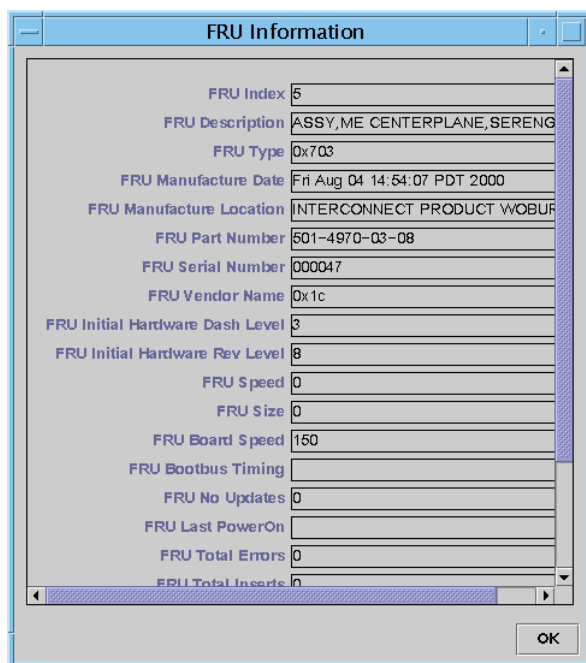 FRU Information
FRU Index 5
FRU Description ASSY,ME CENTERPLANE,SERENG
FRU Type 0x703
FRU Manufacture Date Fri Aug 04 14:54:07 PDT 2000
FRU Manufacture Location INTERCONNECT PRODUCT WOBUR
FRU Part Number 501-4970-03-08
FRU Serial Number 000047
FRU Vendor Name 0x1c
FRU Initial Hardware Dash Level 3
FRU Initial Hardware Rev Level 8
FRU Speed 0
FRU Size 0
FRU Board Speed 150
FRU Bootbus Timing
FRU No Updates 0
FRU Last PowerOn
FRU Total Errors 0
FRU Total Inserts 0
OK